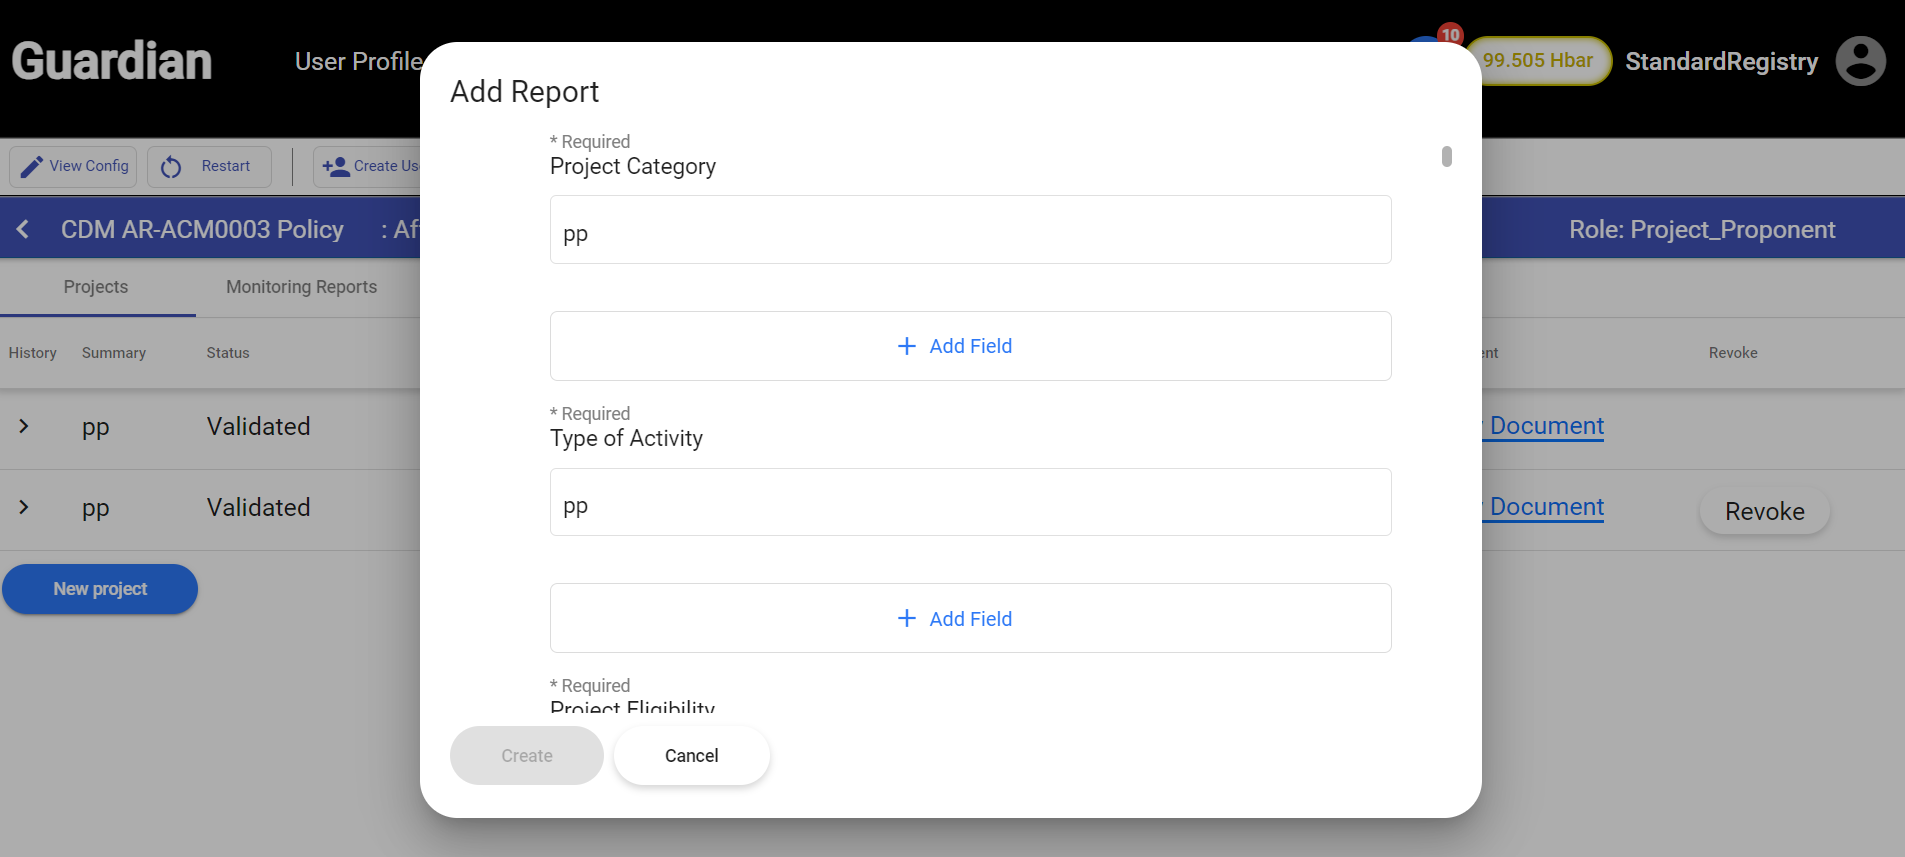 Guardian
User Profile
10
99.505 Hbar
StandardRegistry
View Config
Restart
Create Us
CDM AR-ACM0003 Policy : Af
Role: Project_Proponent
Projects
Monitoring Reports
History
Summary
Status
Revoke
pp
Validated
Document
pp
Validated
Document
Revoke
New project
Add Report
* Required
Project Category
pp
+ Add Field
* Required
Type of Activity
pp
+ Add Field
* Required
Project Eligibility
Create
Cancel